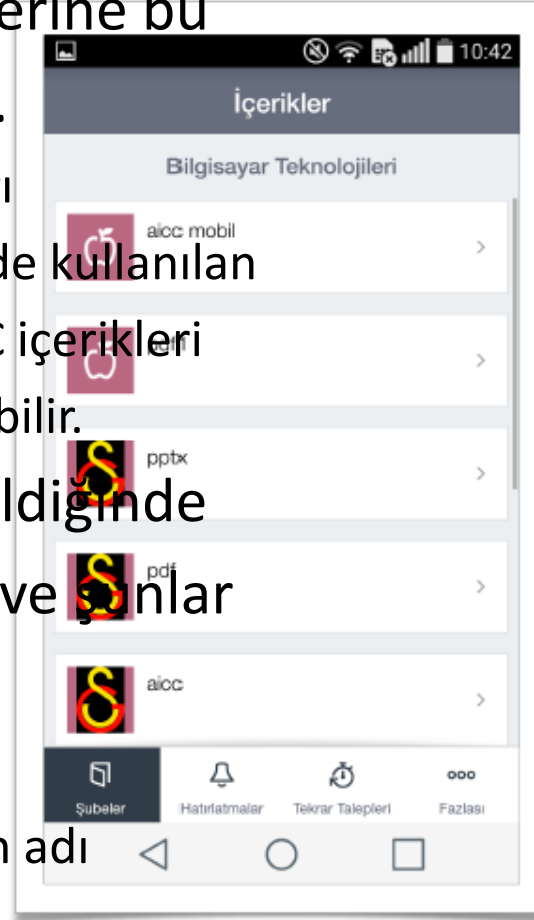 erine bu
10:42
İçerikler
.
Bilgisayar Teknolojileri
ı
aicc mobil
de kullanılan
içerikleri
bilir.
pptx
ldiğinde
pdf
ve şunlar
aicc
Şubeler
Hatırlatmalar
Tekrar Talepleri
Fazlası
n adı